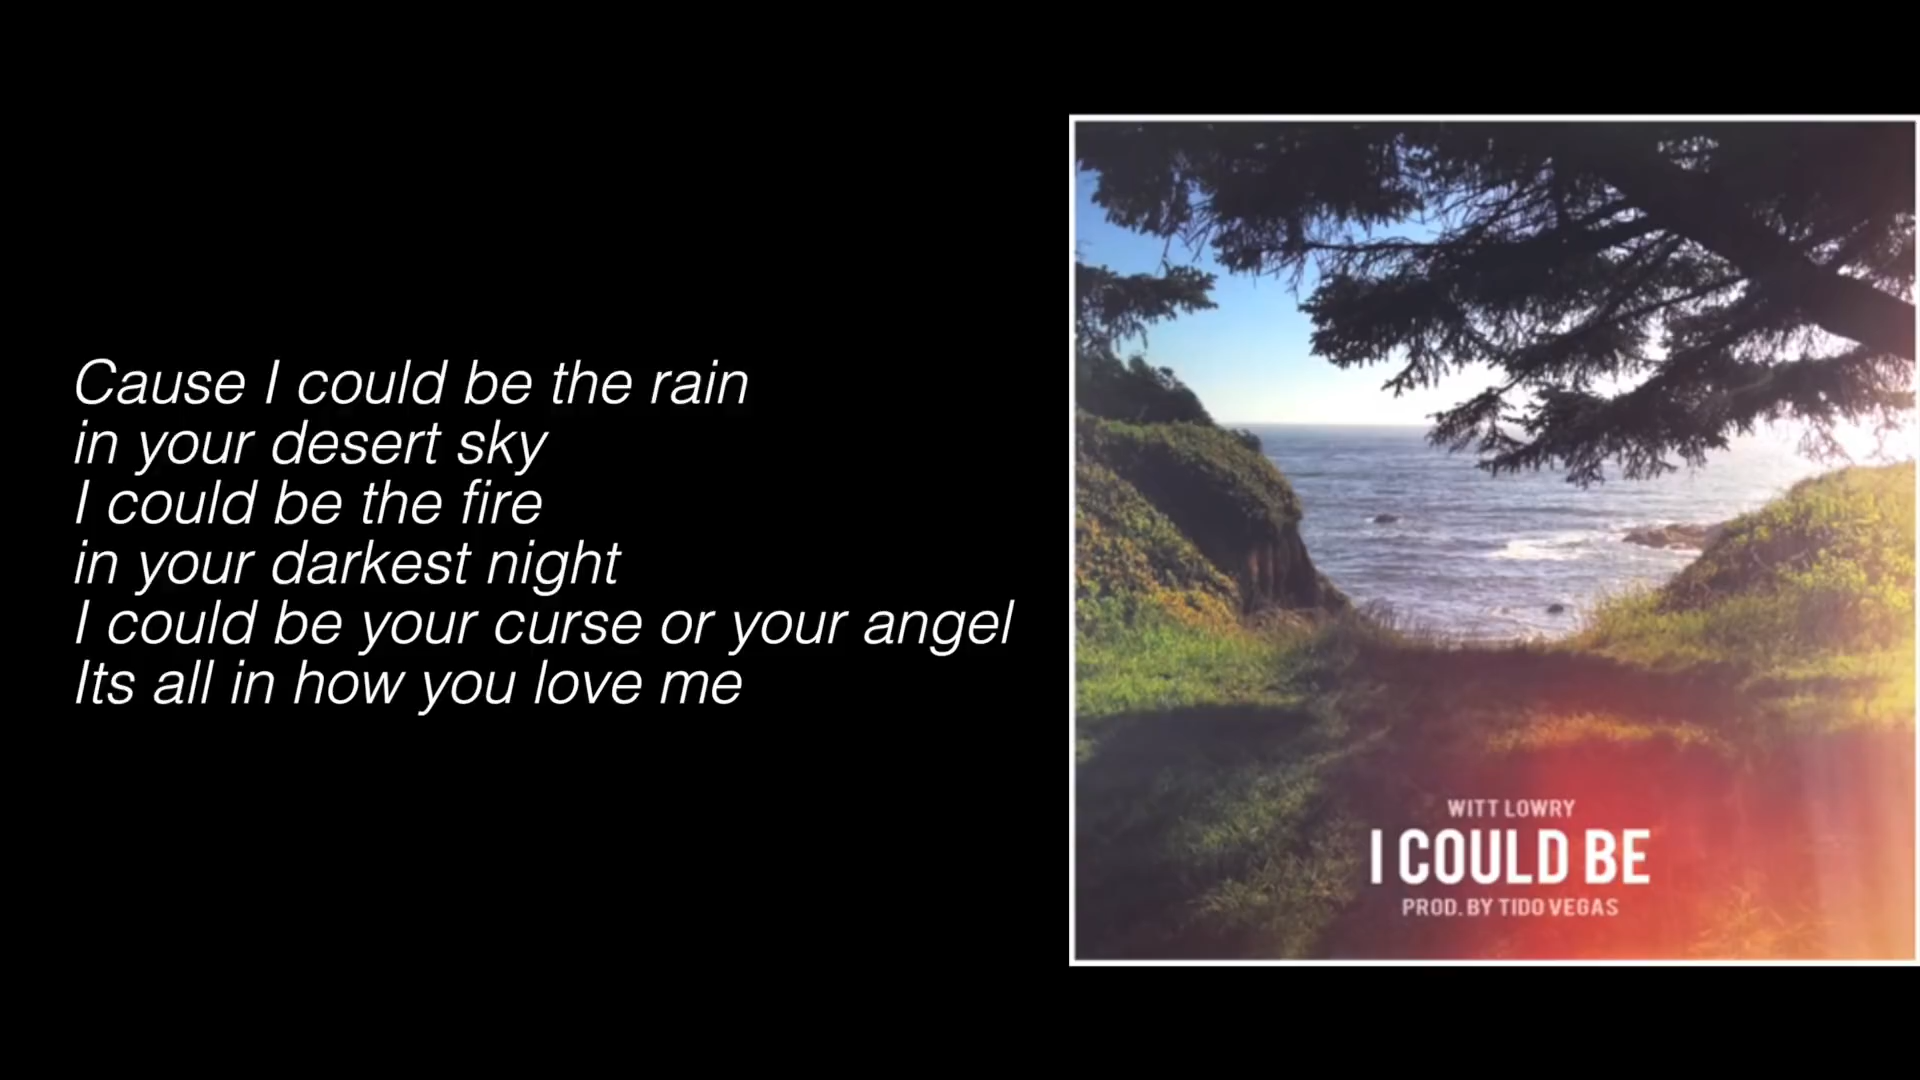 Cause I could be the rain
in your desert sky
I could be the fire
in your darkest night
I could be your curse or your angel
Its all in how you love me
WITT LOWRY
I COULD BE
PROD. BY TIDO VEGAS